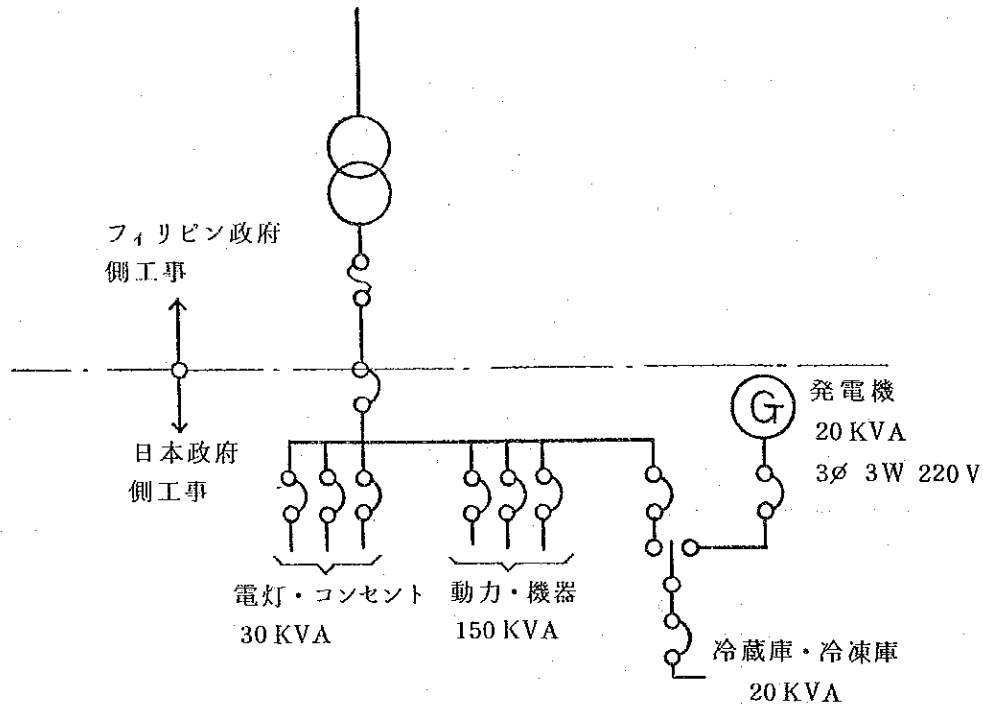 フィリピン政府
側工事
日本政府
側工事
G
発電機
20 KVA
3ø 3W 220 V
電灯・コンセント
30 KVA
動力・機器
150 KVA
冷蔵庫・冷凍庫
20 KVA